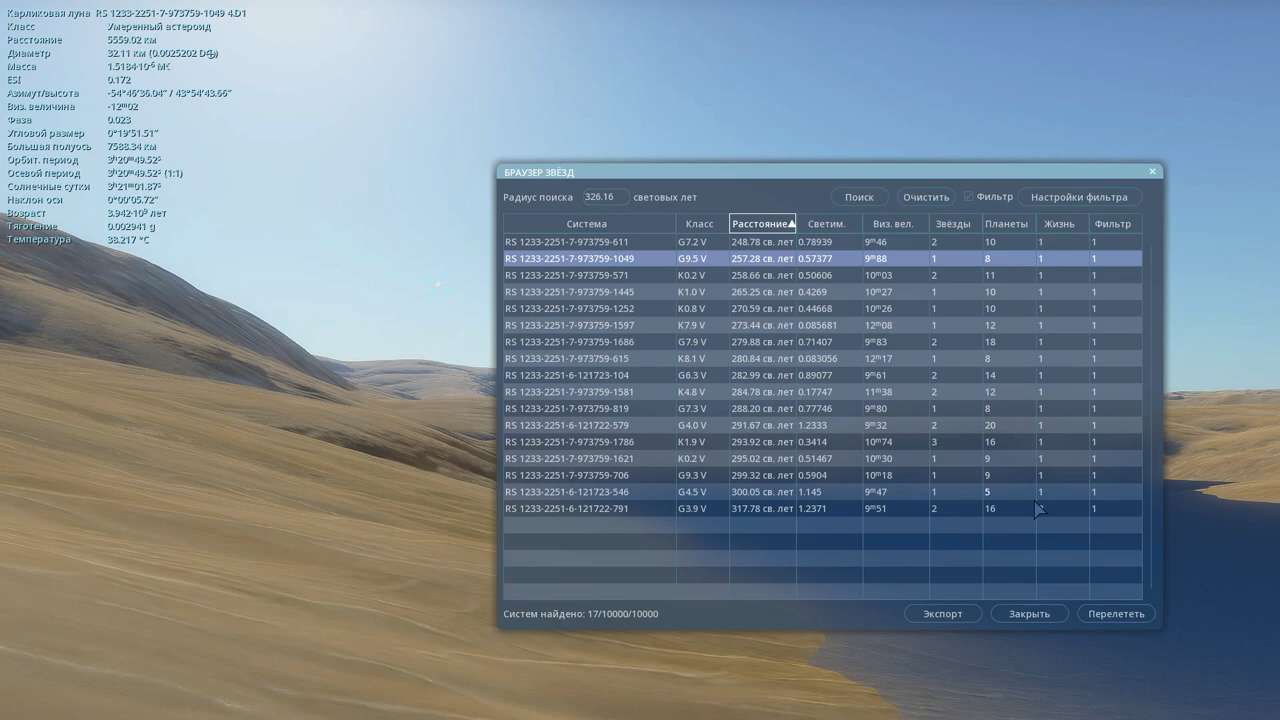 Карликовая луна RS 1233-2251-7-973759-1049 4.D1
Класс Умеренный астероид
Расстояние 5559.02 км
Диаметр 32.11 км (0.0025202 D⊕)
Масса 1.5184·10⁻⁶ M☾
ESI 0.172
Азимут/высота -54°46'36.04" / 43°54'43.66"
Виз. величина -12ᵐ02
Фаза 0.023
Угловой размер 0°19'51.51"
Большая полуось 7588.34 км
Орбит. период 3ʰ20ᵐ49.52ˢ
Осевой период 3ʰ20ᵐ49.52ˢ (1:1)
Солнечные сутки 3ʰ21ᵐ01.87ˢ
Наклон оси 0°00'05.72"
Возраст 3.942·10⁹ лет
Тяготение 0.002941 g
Температура 38.217 °C
БРАУЗЕР ЗВЁЗД
Радиус поиска 326.16 световых лет Поиск Очистить Фильтр Настройки фильтра
Система Класс Расстояние▲ Светим. Виз. вел. Звёзды Планеты Жизнь Фильтр
RS 1233-2251-7-973759-611 G7.2 V 248.78 св. лет 0.78939 9ᵐ46 2 10 1 1
RS 1233-2251-7-973759-1049 G9.5 V 257.28 св. лет 0.57377 9ᵐ88 1 8 1 1
RS 1233-2251-7-973759-571 K0.2 V 258.66 св. лет 0.50606 10ᵐ03 2 11 1 1
RS 1233-2251-7-973759-1445 K1.0 V 265.25 св. лет 0.4269 10ᵐ27 1 10 1 1
RS 1233-2251-7-973759-1252 K0.8 V 270.59 св. лет 0.44668 10ᵐ26 1 10 1 1
RS 1233-2251-7-973759-1597 K7.9 V 273.44 св. лет 0.085681 12ᵐ08 1 12 1 1
RS 1233-2251-7-973759-1686 G7.9 V 279.88 св. лет 0.71407 9ᵐ83 2 18 1 1
RS 1233-2251-7-973759-615 K8.1 V 280.84 св. лет 0.083056 12ᵐ17 1 8 1 1
RS 1233-2251-6-121723-104 G6.3 V 282.99 св. лет 0.89077 9ᵐ61 2 14 1 1
RS 1233-2251-7-973759-1581 K4.8 V 284.78 св. лет 0.17747 11ᵐ38 2 12 1 1
RS 1233-2251-7-973759-819 G7.3 V 288.20 св. лет 0.77746 9ᵐ80 1 8 1 1
RS 1233-2251-6-121722-579 G4.0 V 291.67 св. лет 1.2333 9ᵐ32 2 20 1 1
RS 1233-2251-7-973759-1786 K1.9 V 293.92 св. лет 0.3414 10ᵐ74 3 16 1 1
RS 1233-2251-7-973759-1621 K0.2 V 295.02 св. лет 0.51467 10ᵐ30 1 9 1 1
RS 1233-2251-7-973759-706 G9.3 V 299.32 св. лет 0.5904 10ᵐ18 1 9 1 1
RS 1233-2251-6-121723-546 G4.5 V 300.05 св. лет 1.145 9ᵐ47 1 5 1 1
RS 1233-2251-6-121722-791 G3.9 V 317.78 св. лет 1.2371 9ᵐ51 2 16 1
Систем найдено: 17/10000/10000 Экспорт Закрыть Перелететь